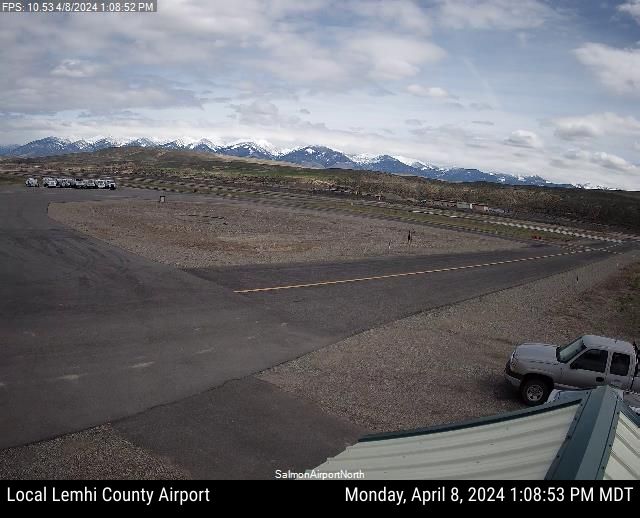 FPS: 10.53 4/8/2024 1:08:52 PM
SalmonAirportNorth
Local Lemhi County Airport
Monday, April 8, 2024 1:08:53 PM MDT